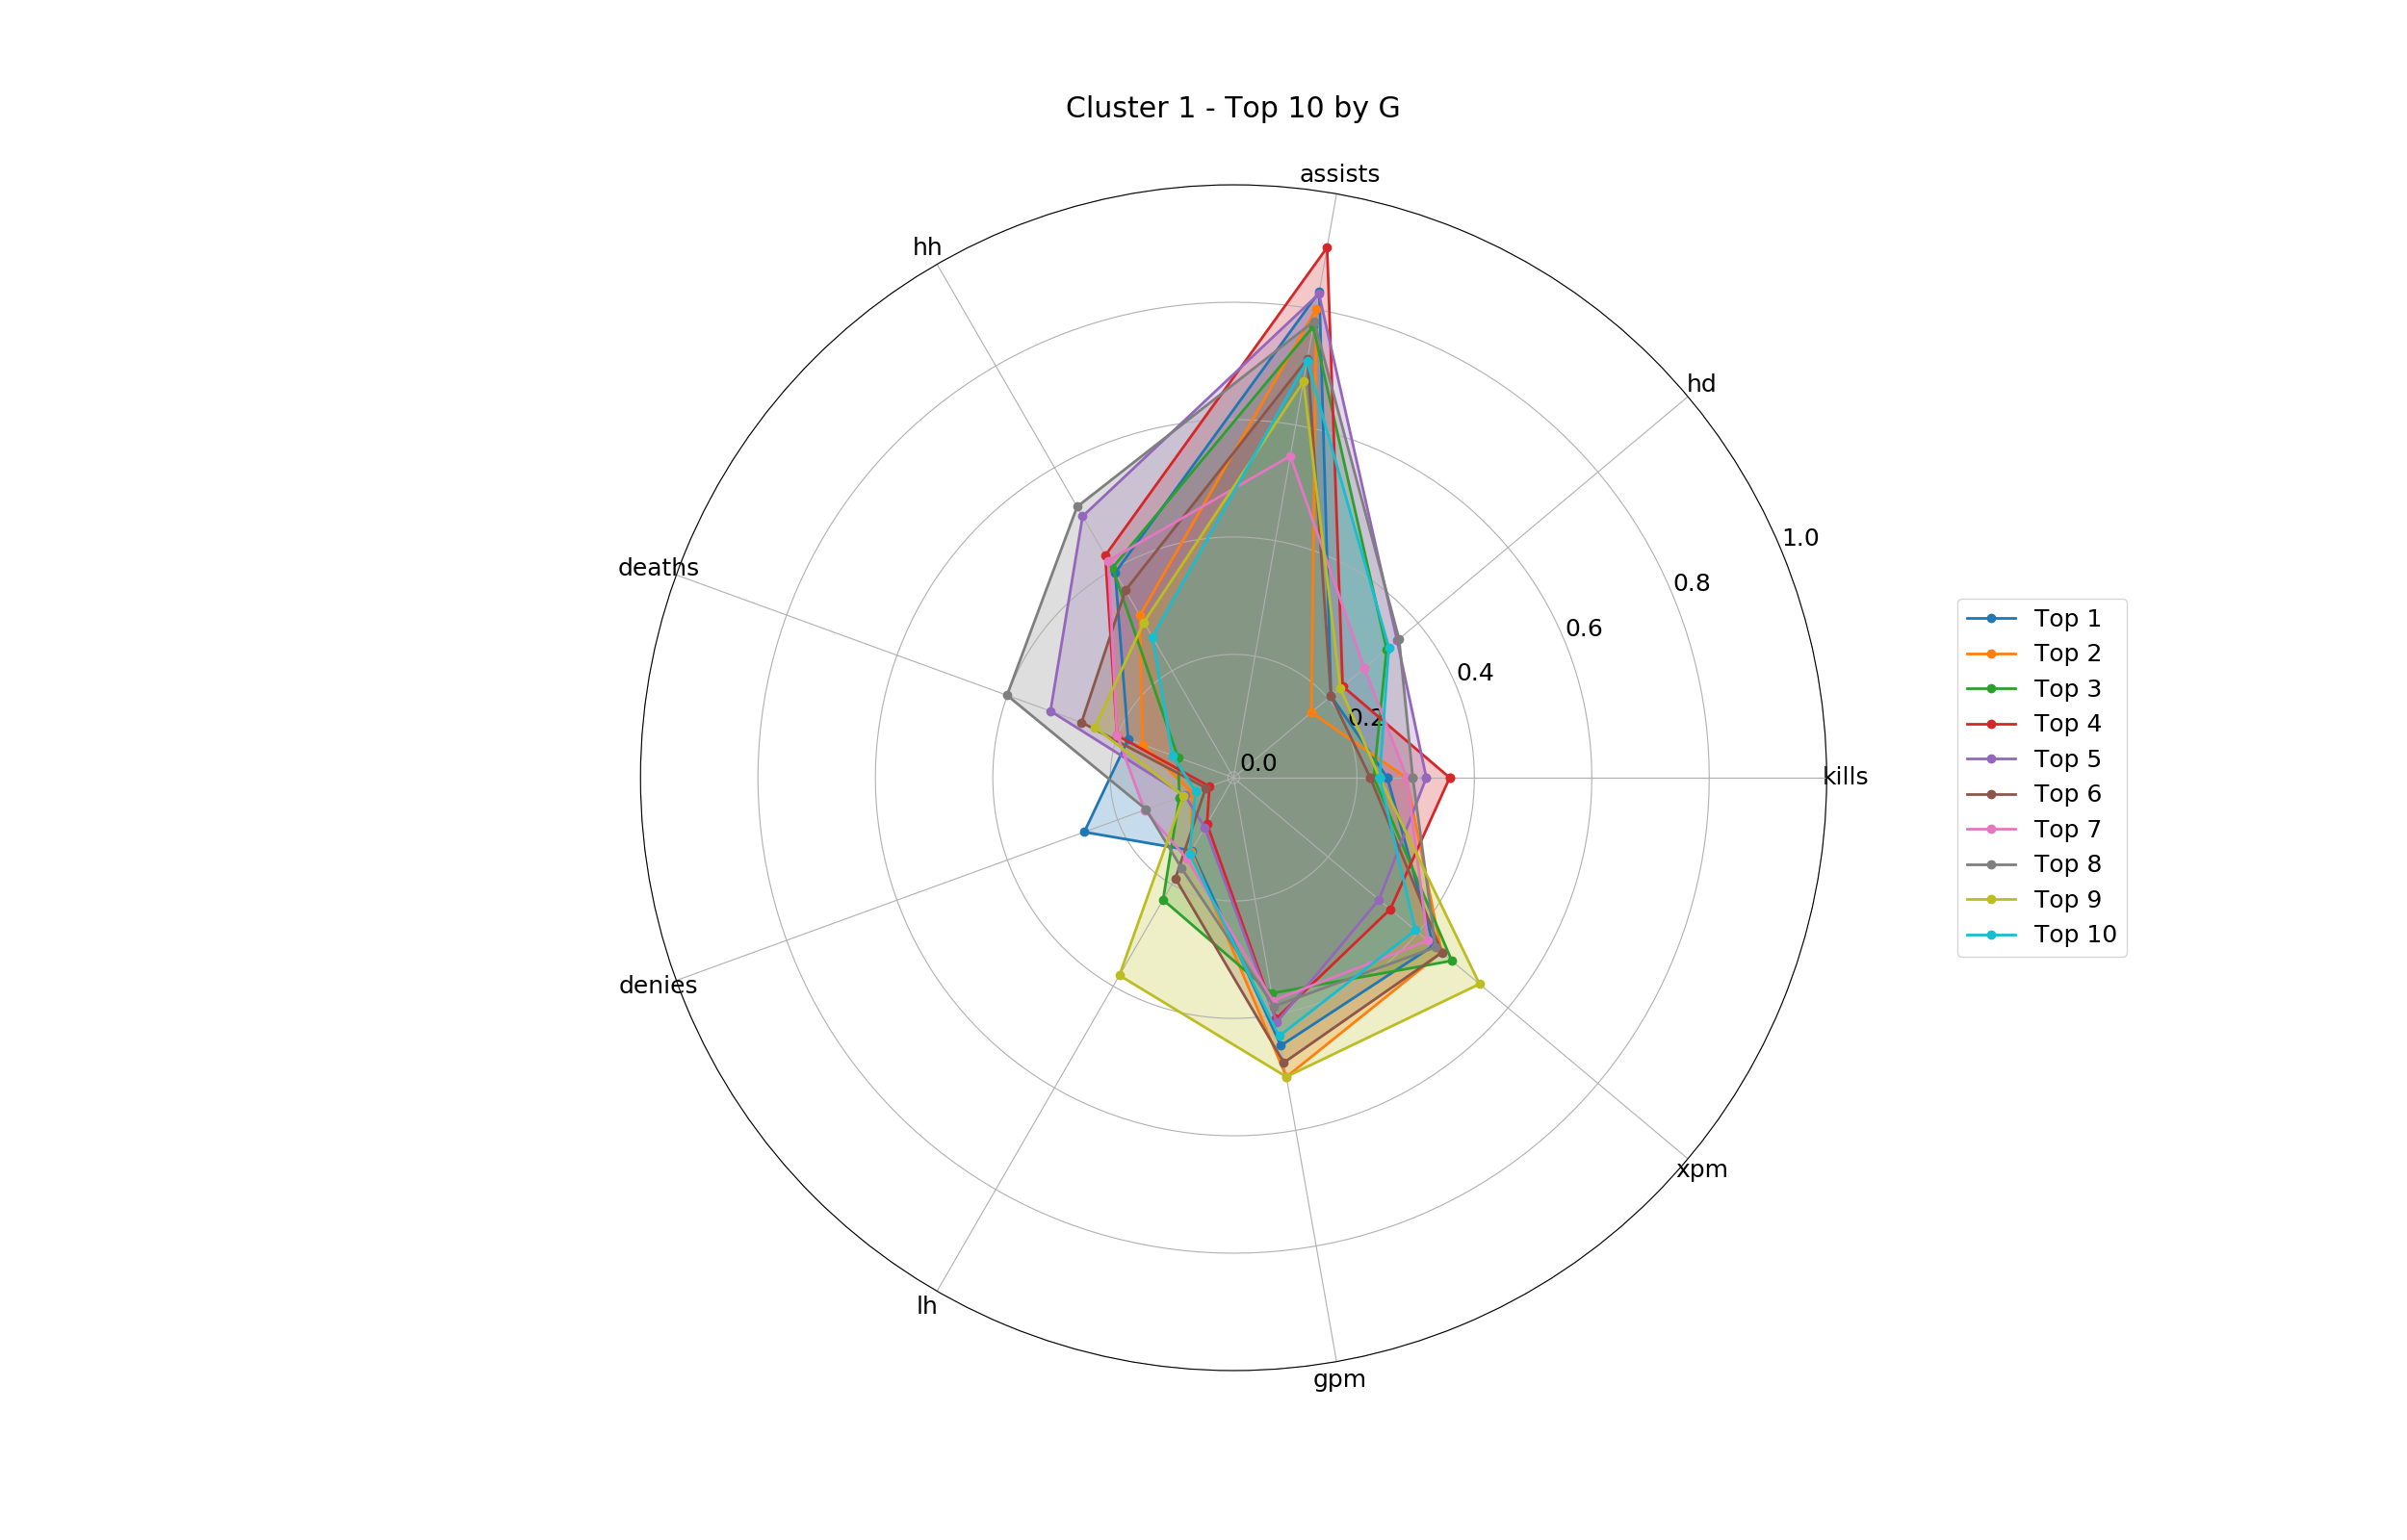 Cluster 1 - Top 10 by G
assists
hh
hd
deaths
1.0
0.8
0.6
0.4
0.2
0.0
kills
denies
xpm
lh
gpm
Top 1
Top 2
Top 3
Top 4
Top 5
Top 6
Top 7
Top 8
Top 9
Top 10